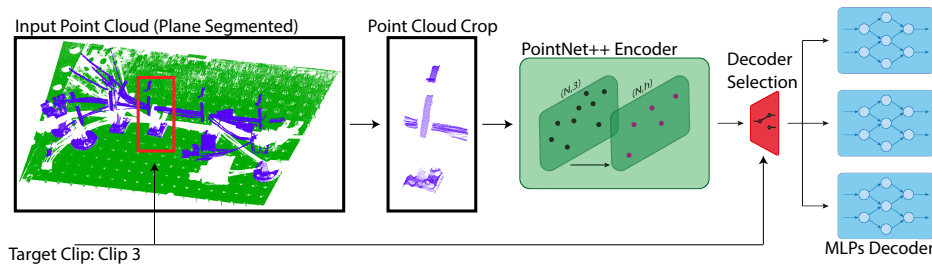 Input Point Cloud (Plane Segmented)
Point Cloud Crop
PointNet++ Encoder
(N,3)
(N,h)
Decoder
Selection
MLPs Decoder
Target Clip: Clip 3